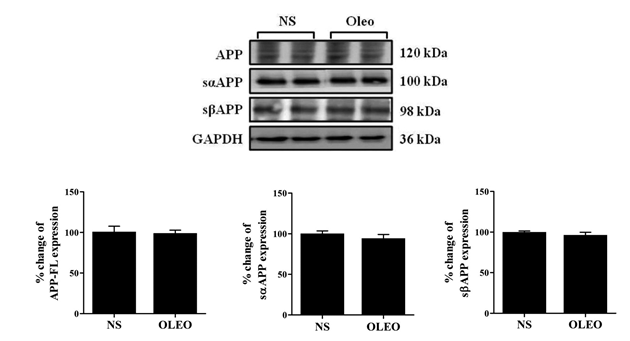 NS Oleo
APP 120 kDa
sαAPP 100 kDa
sβAPP 98 kDa
GAPDH 36 kDa
% change of
APP-FL expression
150
100
50
0
NS OLEO
% change of
sαAPP expression
150
100
50
0
NS OLEO
% change of
sβAPP expression
150
100
50
0
NS OLEO